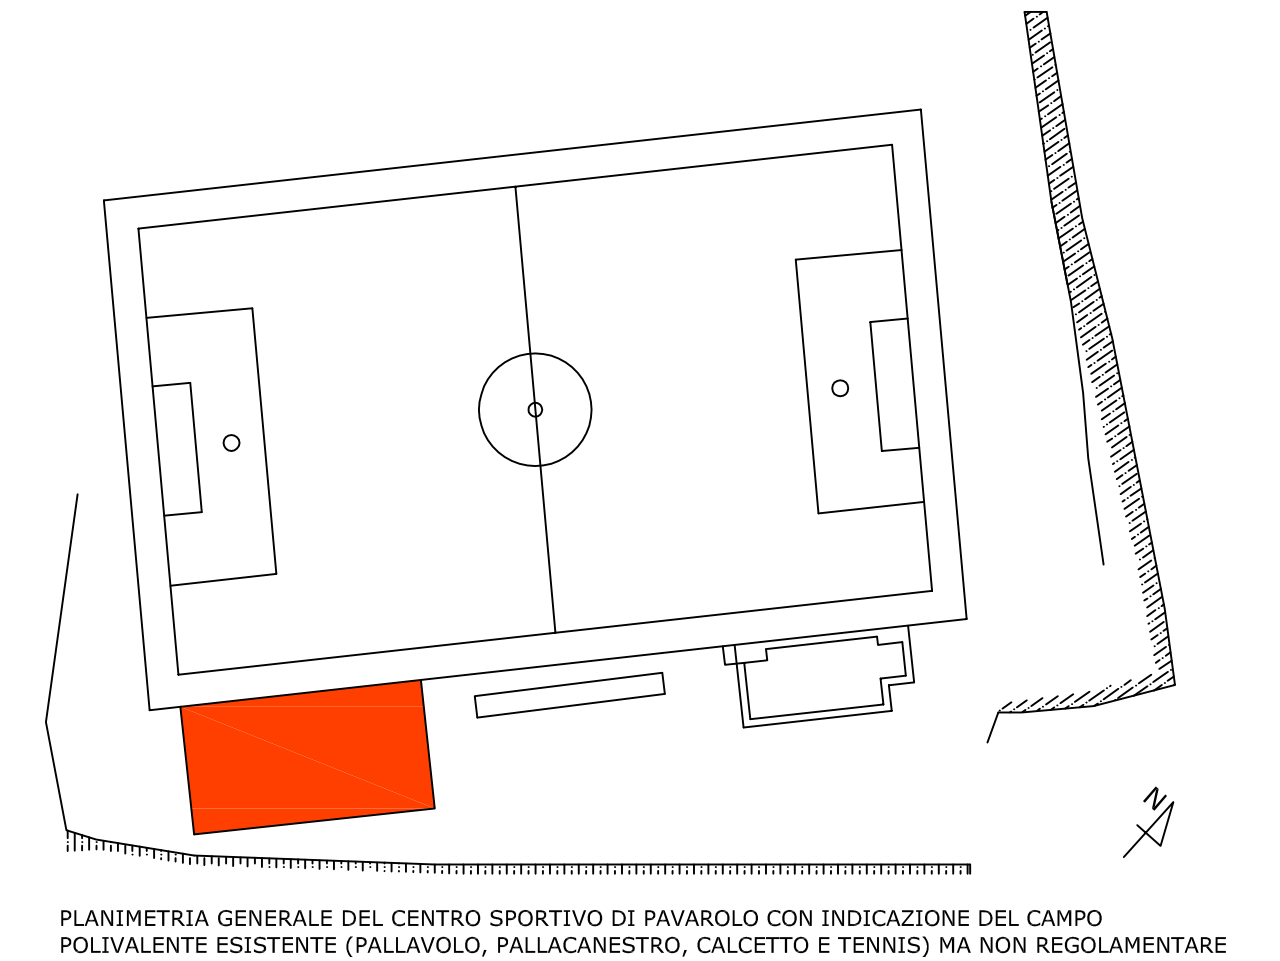 N
PLANIMETRIA GENERALE DEL CENTRO SPORTIVO DI PAVAROLO CON INDICAZIONE DEL CAMPO
POLIVALENTE ESISTENTE (PALLAVOLO, PALLACANESTRO, CALCETTO E TENNIS) MA NON REGOLAMENTARE